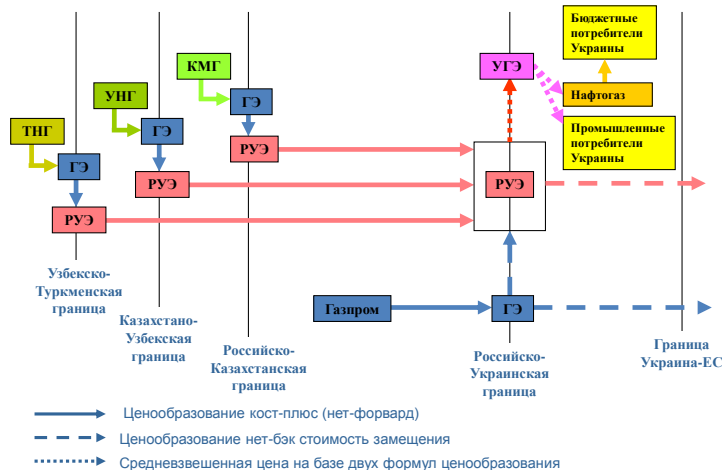 Бюджетные
потребители
Украины
КМГ
УГЭ
УНГ
ГЭ
Нафтогаз
ТНГ
ГЭ
Промышленные
потребители
Украины
ГЭ
РУЭ
РУЭ
РУЭ
РУЭ
Узбекско-
Туркменская
граница
Казахстано-
Узбекская
граница
Российско-
Казахстанская
граница
Газпром
ГЭ
Российско-
Украинская
граница
Граница
Украина-ЕС
Ценообразование кост-плюс (нет-форвард)
Ценообразование нет-бэк стоимость замещения
Средневзвешенная цена на базе двух формул ценообразования